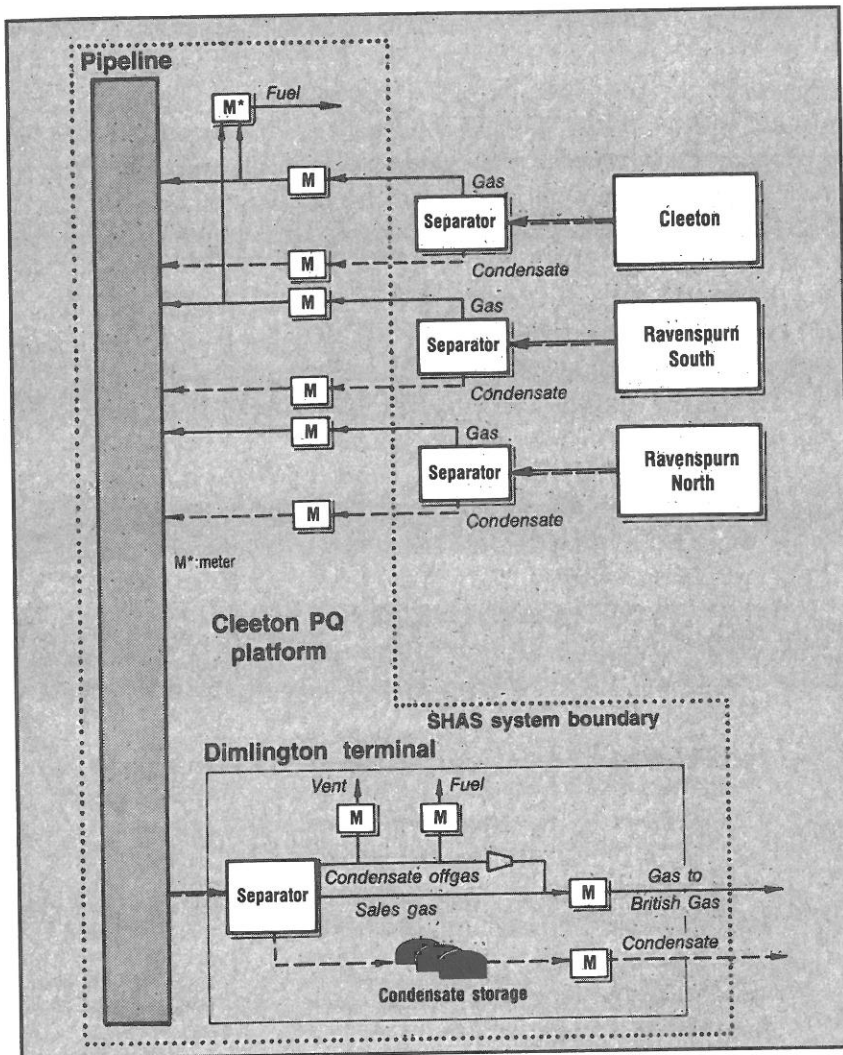 Pipeline
M*
Fuel
M
Gas
Separator
Cleeton
M
Condensate
M
Gas
Separator
Ravenspurn
South
M
Condensate
M
Gas
Separator
Ravenspurn
North
M
Condensate
M*:meter
Cleeton PQ
platform
SHAS system boundary
Dimlington terminal
Vent
Fuel
M
M
Separator
Condensate offgas
Sales gas
M
Gas to
British Gas
Condensate
M
Condensate storage